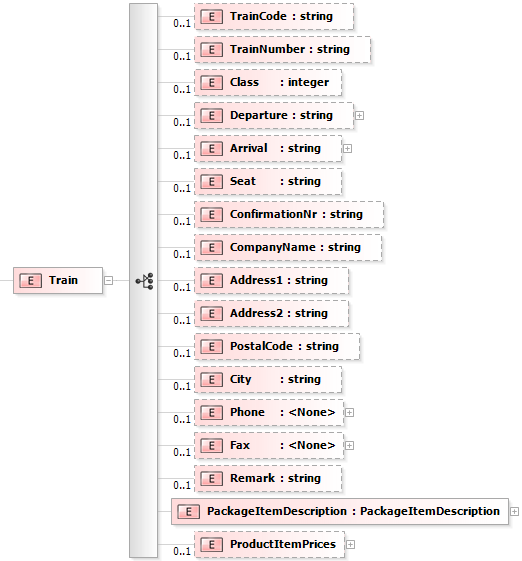 E TrainCode : string
0..1
E TrainNumber : string
0..1
E Class : integer
0..1
E Departure : string
0..1
E Arrival : string
0..1
E Seat : string
0..1
E ConfirmationNr : string
0..1
E CompanyName : string
0..1
E Train
E Address1 : string
0..1
E Address2 : string
0..1
E PostalCode : string
0..1
E City : string
0..1
E Phone : <None>
0..1
E Fax : <None>
0..1
E Remark : string
0..1
E PackageItemDescription : PackageItemDescription
E ProductItemPrices
0..1